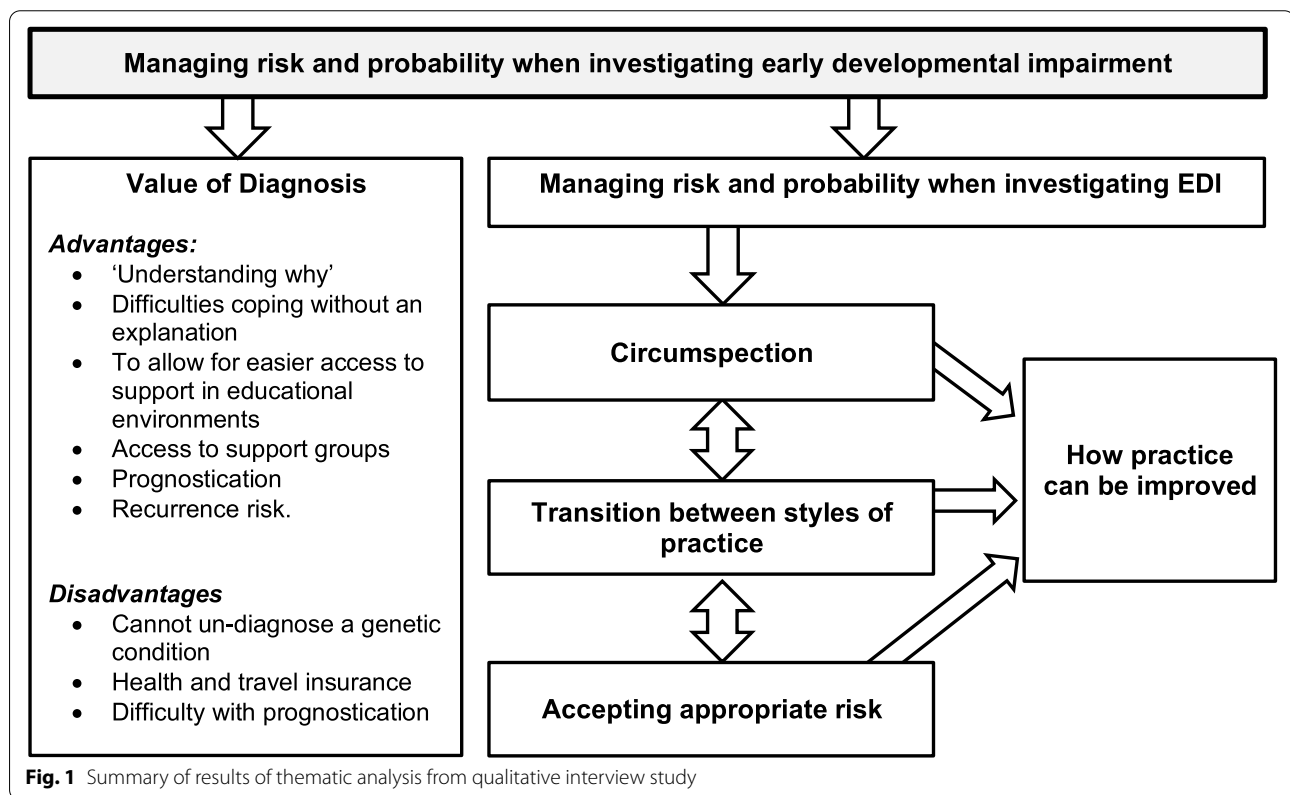 Managing risk and probability when investigating early developmental impairment
Value of Diagnosis
Advantages:
• ‘Understanding why’
• Difficulties coping without an
explanation
• To allow for easier access to
support in educational
environments
• Access to support groups
• Prognostication
• Recurrence risk.
Disadvantages
• Cannot un-diagnose a genetic
condition
• Health and travel insurance
• Difficulty with prognostication
Managing risk and probability when investigating EDI
Circumspection
Transition between styles of
practice
Accepting appropriate risk
How practice
can be improved
Fig. 1 Summary of results of thematic analysis from qualitative interview study